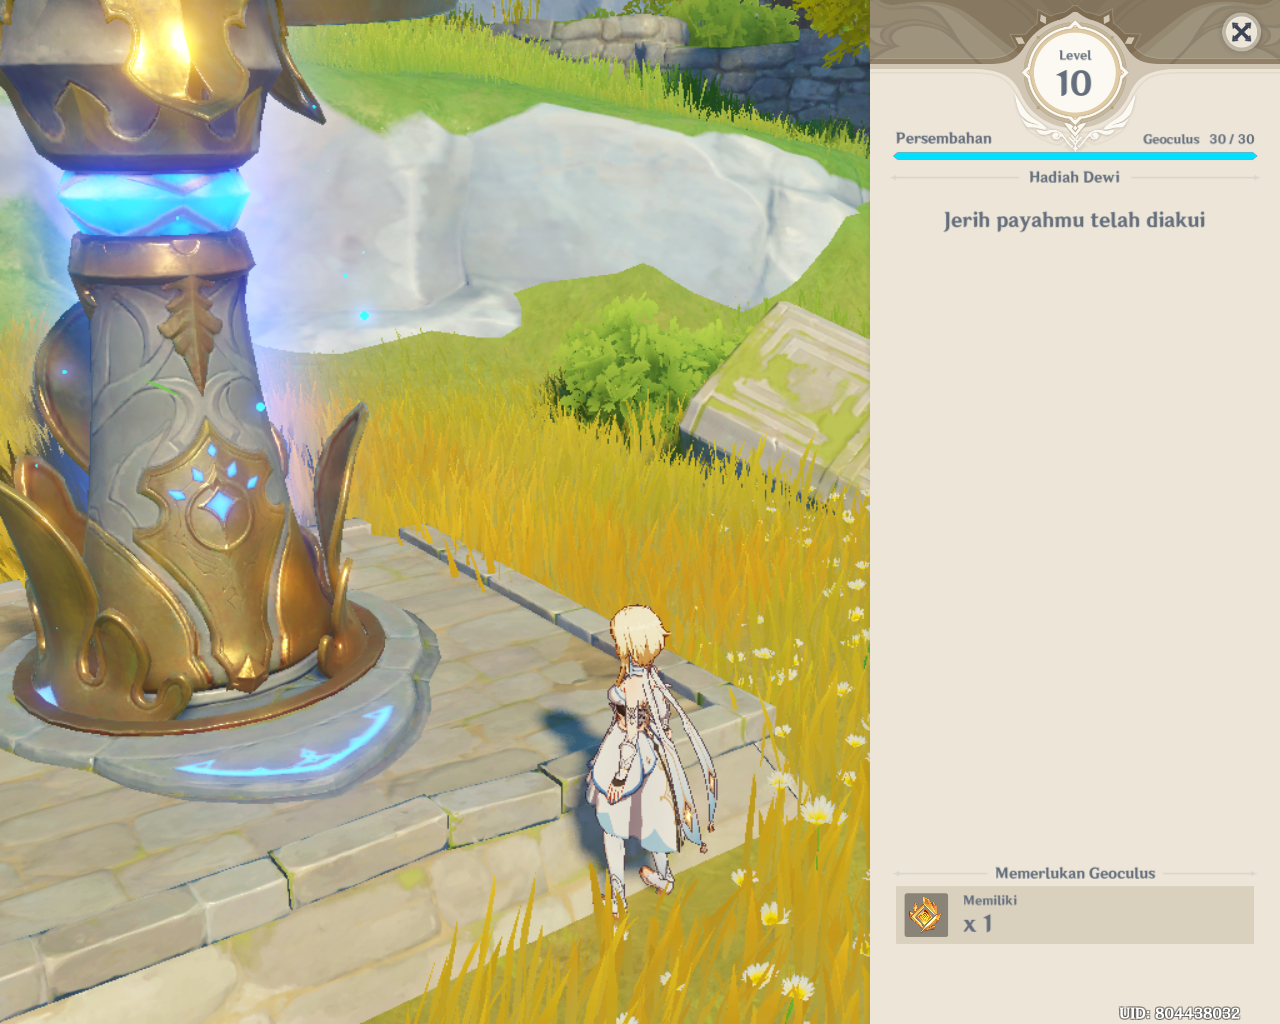 Level
10
Persembahan
Geoculus 30 / 30
Hadiah Dewi
Jerih payahmu telah diakui
Memerlukan Geoculus
Memiliki
x 1
UID: 804438032